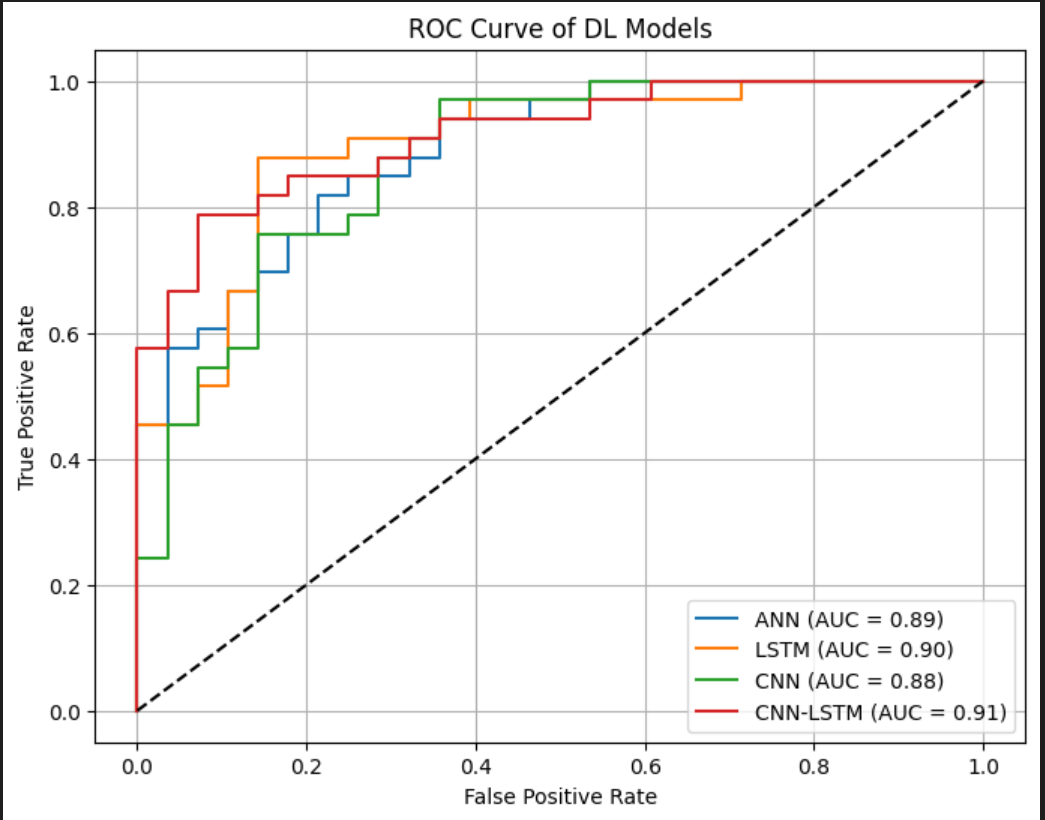 ROC Curve of DL Models
True Positive Rate
1.0
0.8
0.6
0.4
0.2
0.0
ANN (AUC = 0.89)
LSTM (AUC = 0.90)
CNN (AUC = 0.88)
CNN-LSTM (AUC = 0.91)
0.0 0.2 0.4 0.6 0.8 1.0
False Positive Rate